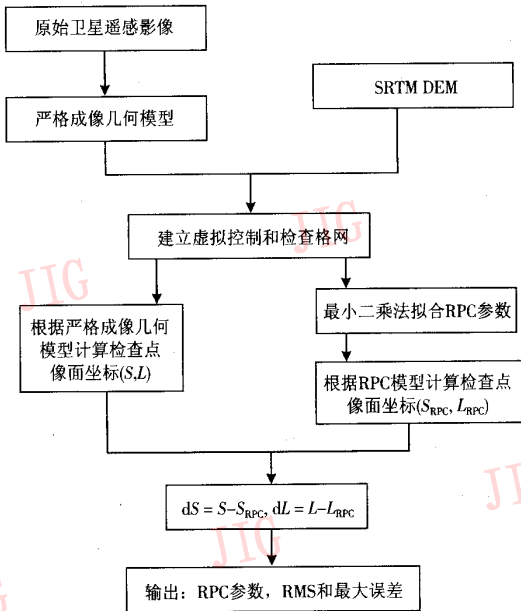 原始卫星遥感影像
SRTM DEM
严格成像几何模型
建立虚拟控制和检查格网
根据严格成像几何
模型计算检查点
像面坐标(S,L)
最小二乘法拟合RPC参数
根据RPC模型计算检查点
像面坐标(S_RPC, L_RPC)
dS = S−S_RPC, dL = L−L_RPC
输出：RPC参数，RMS和最大误差
JIG
JIG
JIG
JIG